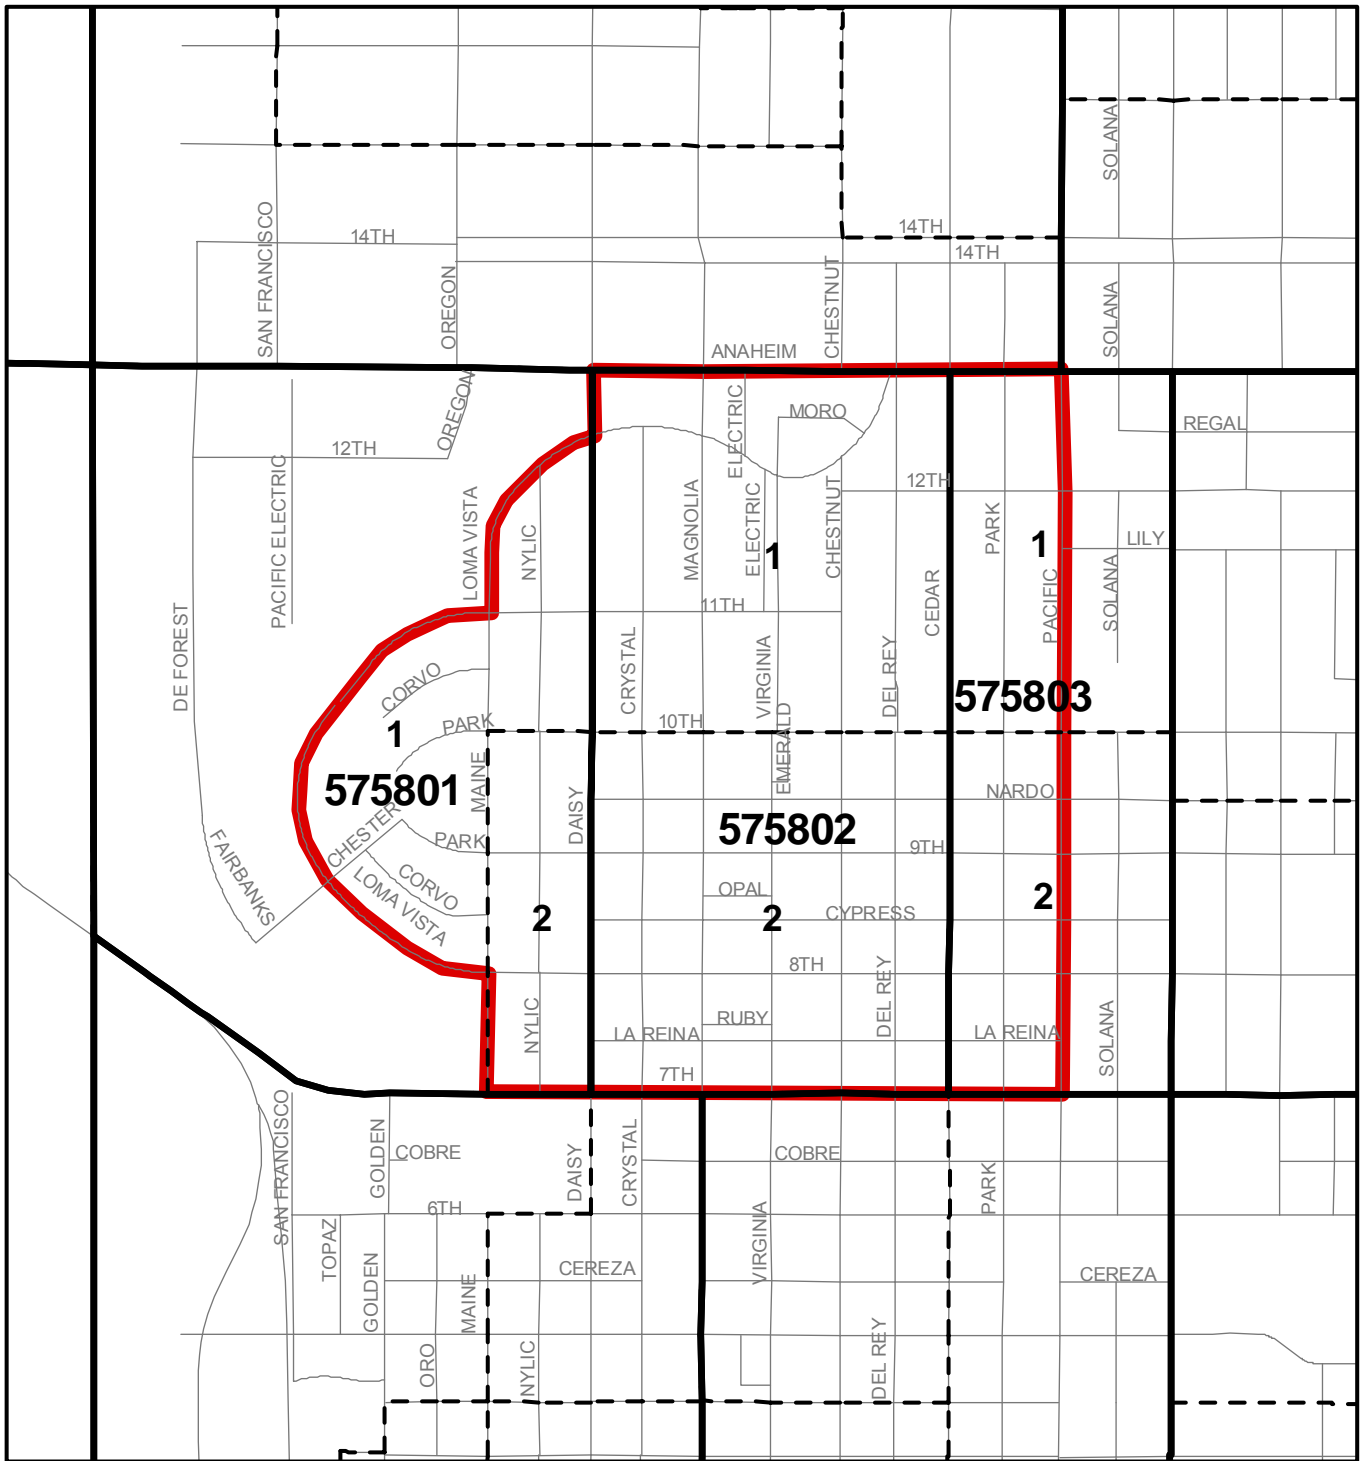 SOLANA
SAN FRANCISCO
14TH
14TH
14TH
OREGON
CHESTNUT
SOLANA
ANAHEIM
OREGON
ELECTRIC
MORO
REGAL
12TH
PACIFIC ELECTRIC
LOMA VISTA
NYLIC
MAGNOLIA
ELECTRIC
CHESTNUT
12TH
PARK
1
1
LILY
SOLANA
PACIFIC
CEDAR
11TH
DE FOREST
CRYSTAL
VIRGINIA
DEL REY
CORVO
575803
PARK
10TH
1
EMERALD
MAINE
575801
NARDO
DAISY
575802
CHESTER
PARK
9TH
FAIRBANKS
CORVO
LOMA VISTA
OPAL
2
2
CYPRESS
2
8TH
DEL REY
NYLIC
RUBY
LA REINA
LA REINA
SOLANA
7TH
SAN FRANCISCO
GOLDEN
COBRE
DAISY
CRYSTAL
COBRE
PARK
6TH
TOPAZ
GOLDEN
MAINE
CEREZA
VIRGINIA
CEREZA
ORO
NYLIC
DEL REY